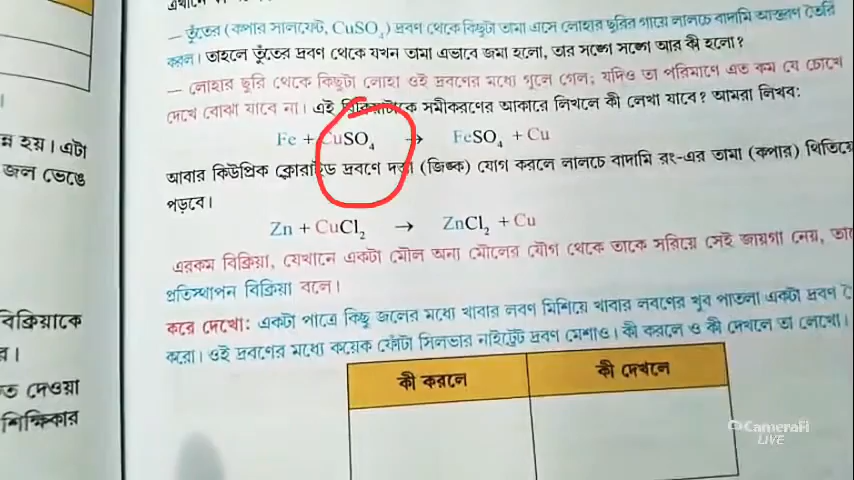 — তুঁতের (কপার সালফেট, CuSO₄) দ্রবণ থেকে কিছুটা তামা এসে লোহার ছুরির গায়ে লালচে বাদামি আস্তরণ তৈরি
করল। তাহলে তুঁতের দ্রবণ থেকে যখন তামা এভাবে জমা হলো, তার সঙ্গে সঙ্গে আর কী হলো?
— লোহার ছুরি থেকে কিছুটা লোহা ওই দ্রবণের মধ্যে গুলে গেল; যদিও তা পরিমাণে এত কম যে চোখে
দেখে বোঝা যাবে না। এই বিক্রিয়াটাকে সমীকরণের আকারে লিখলে কী লেখা যাবে? আমরা লিখব:
Fe + CuSO₄ → FeSO₄ + Cu
আবার কিউপ্রিক ক্লোরাইড দ্রবণে দস্তা (জিঙ্ক) যোগ করলে লালচে বাদামি রং-এর তামা (কপার) থিতিয়ে
পড়বে।
Zn + CuCl₂ → ZnCl₂ + Cu
এরকম বিক্রিয়া, যেখানে একটা মৌল অন্য মৌলের যৌগ থেকে তাকে সরিয়ে সেই জায়গা নেয়,
প্রতিস্থাপন বিক্রিয়া বলে।
করে দেখো: একটা পাত্রে কিছু জলের মধ্যে খাবার লবণ মিশিয়ে খাবার লবণের খুব পাতলা একটা দ্রবণ
করো। ওই দ্রবণের মধ্যে কয়েক ফোঁটা সিলভার নাইট্রেট দ্রবণ মেশাও। কী করলে ও কী দেখলে তা লেখো।
কী করলে
কী দেখলে
ন্ন হয়। এটা
জল ভেঙে
বিক্রিয়াকে
র।
ত দেওয়া
শিক্ষিকার
CameraFi
LIVE